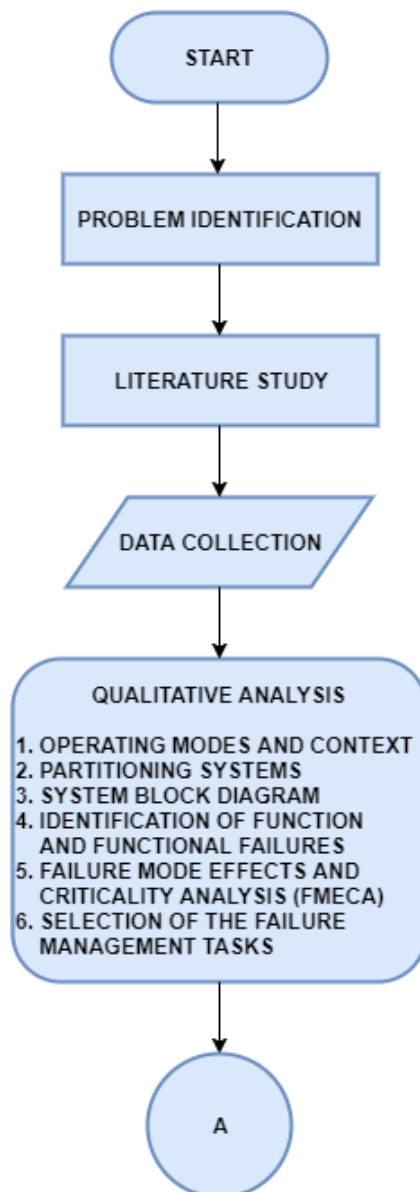 START
PROBLEM IDENTIFICATION
LITERATURE STUDY
DATA COLLECTION
QUALITATIVE ANALYSIS
1. OPERATING MODES AND CONTEXT
2. PARTITIONING SYSTEMS
3. SYSTEM BLOCK DIAGRAM
4. IDENTIFICATION OF FUNCTION
AND FUNCTIONAL FAILURES
5. FAILURE MODE EFFECTS AND
CRITICALITY ANALYSIS (FMECA)
6. SELECTION OF THE FAILURE
MANAGEMENT TASKS
A